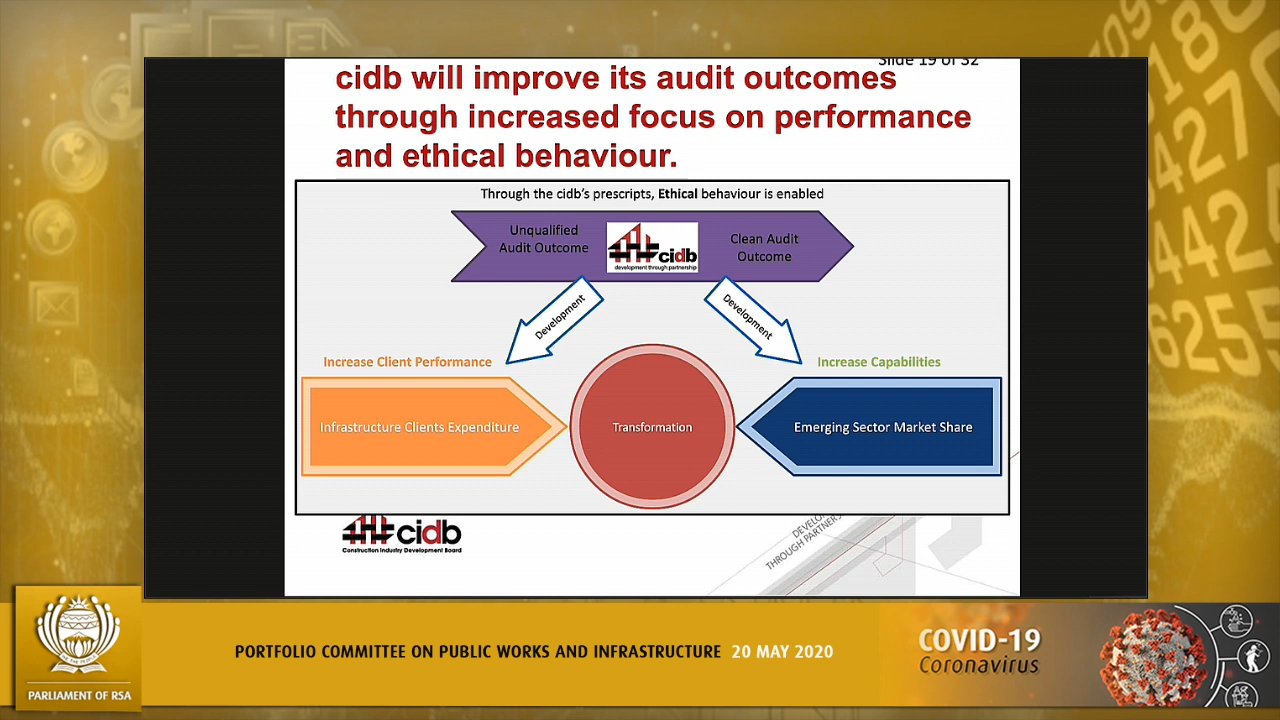 Slide 19 of 32
cidb will improve its audit outcomes
through increased focus on performance
and ethical behaviour.
Through the cidb's prescripts, Ethical behaviour is enabled
Unqualified
Audit Outcome
cidb
development through partnership
Clean Audit
Outcome
Development
Development
Increase Client Performance
Increase Capabilities
Infrastructure Clients Expenditure
Transformation
Emerging Sector Market Share
cidb
Construction Industry Development Board
THROUGH PARTNER
PARLIAMENT OF RSA
PORTFOLIO COMMITTEE ON PUBLIC WORKS AND INFRASTRUCTURE 20 MAY 2020
COVID-19
Coronavirus